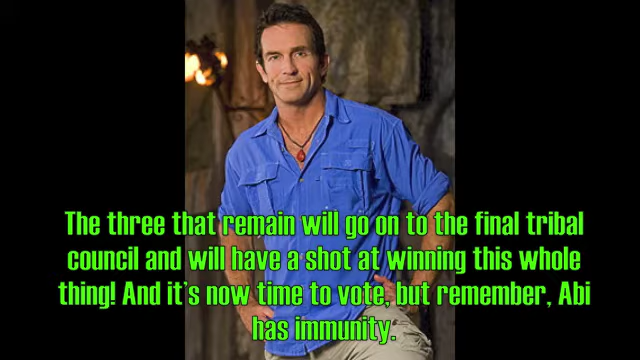 The three that remain will go on to the final tribal
council and will have a shot at winning this whole
thing! And it's now time to vote, but remember, Abi
has immunity.